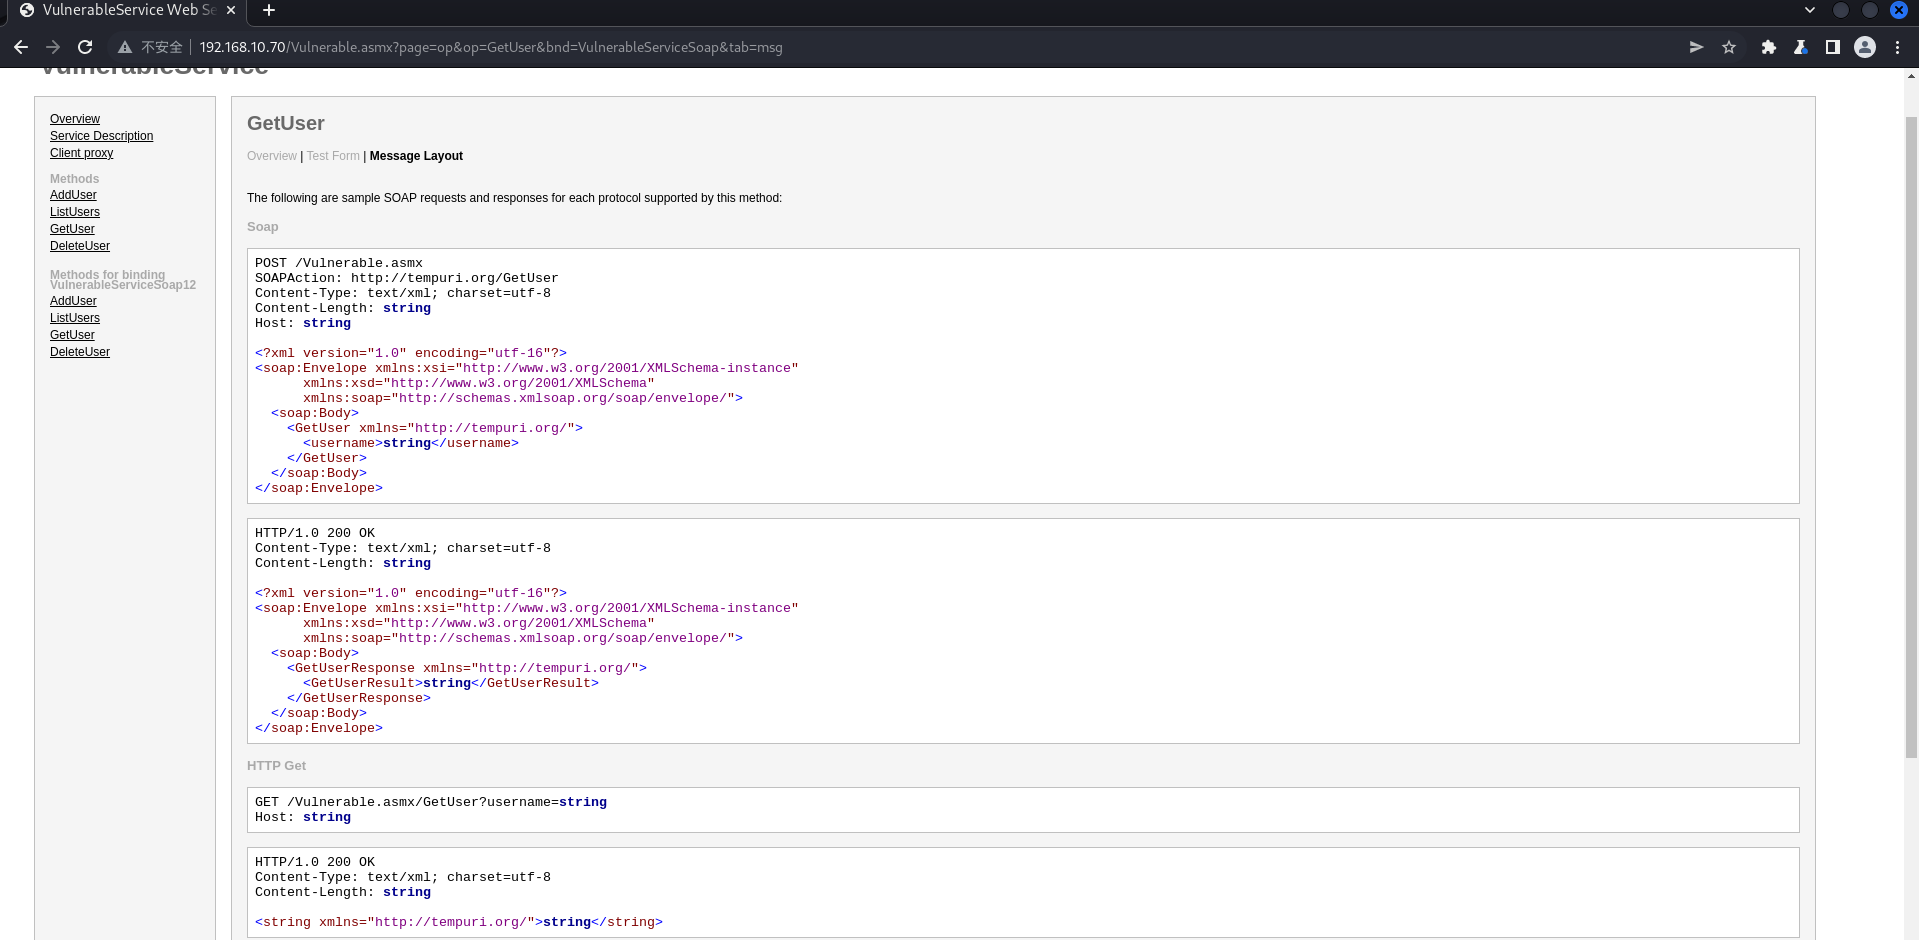 VulnerableService Web Se
不安全
192.168.10.70/Vulnerable.asmx?page=op&op=GetUser&bnd=VulnerableServiceSoap&tab=msg
VulnerableService
Overview
Service Description
Client proxy
Methods
AddUser
ListUsers
GetUser
DeleteUser
Methods for binding
VulnerableServiceSoap12
AddUser
ListUsers
GetUser
DeleteUser
GetUser
Overview | Test Form | Message Layout
The following are sample SOAP requests and responses for each protocol supported by this method:
Soap
POST /Vulnerable.asmx
SOAPAction: http://tempuri.org/GetUser
Content-Type: text/xml; charset=utf-8
Content-Length: string
Host: string
<?xml version="1.0" encoding="utf-16"?>
<soap:Envelope xmlns:xsi="http://www.w3.org/2001/XMLSchema-instance"
xmlns:xsd="http://www.w3.org/2001/XMLSchema"
xmlns:soap="http://schemas.xmlsoap.org/soap/envelope/">
<soap:Body>
<GetUser xmlns="http://tempuri.org/">
<username>string</username>
</GetUser>
</soap:Body>
</soap:Envelope>
HTTP/1.0 200 OK
Content-Type: text/xml; charset=utf-8
Content-Length: string
<?xml version="1.0" encoding="utf-16"?>
<soap:Envelope xmlns:xsi="http://www.w3.org/2001/XMLSchema-instance"
xmlns:xsd="http://www.w3.org/2001/XMLSchema"
xmlns:soap="http://schemas.xmlsoap.org/soap/envelope/">
<soap:Body>
<GetUserResponse xmlns="http://tempuri.org/">
<GetUserResult>string</GetUserResult>
</GetUserResponse>
</soap:Body>
</soap:Envelope>
HTTP Get
GET /Vulnerable.asmx/GetUser?username=string
Host: string
HTTP/1.0 200 OK
Content-Type: text/xml; charset=utf-8
Content-Length: string
<string xmlns="http://tempuri.org/">string</string>